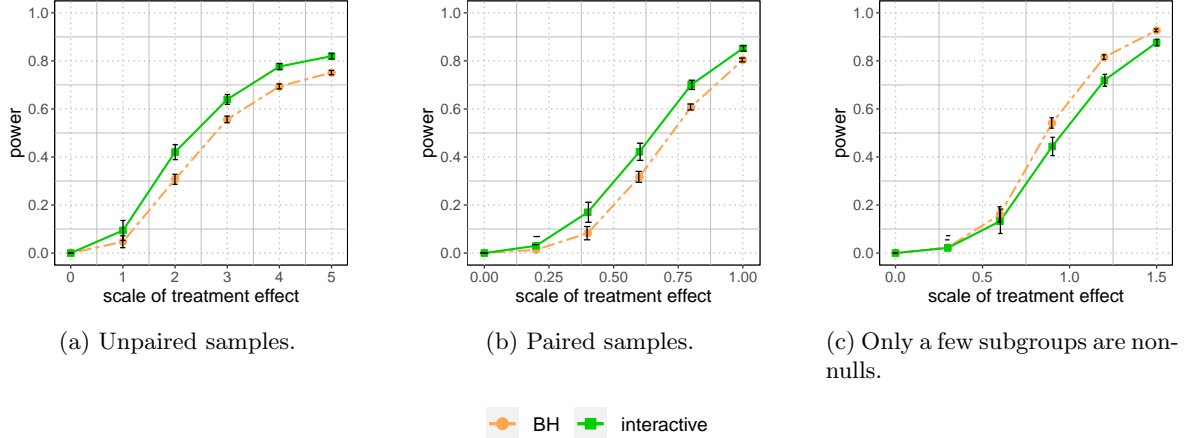 1.0
0.8
0.6
0.4
0.2
0.0
power
0 1 2 3 4 5
scale of treatment effect
(a) Unpaired samples.
1.0
0.8
0.6
0.4
0.2
0.0
power
0.00 0.25 0.50 0.75 1.00
scale of treatment effect
(b) Paired samples.
1.0
0.8
0.6
0.4
0.2
0.0
power
0.0 0.5 1.0 1.5
scale of treatment effect
(c) Only a few subgroups are non-
nulls.
BH interactive